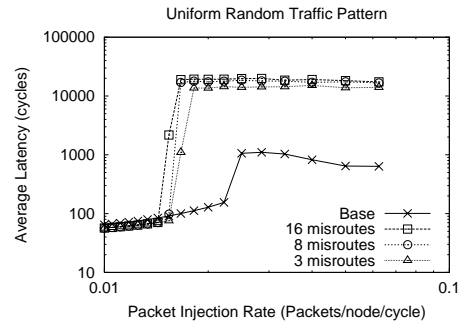 Uniform Random Traffic Pattern
100000
10000
1000
100
10
Average Latency (cycles)
Base
16 misroutes
8 misroutes
3 misroutes
0.01
0.1
Packet Injection Rate (Packets/node/cycle)